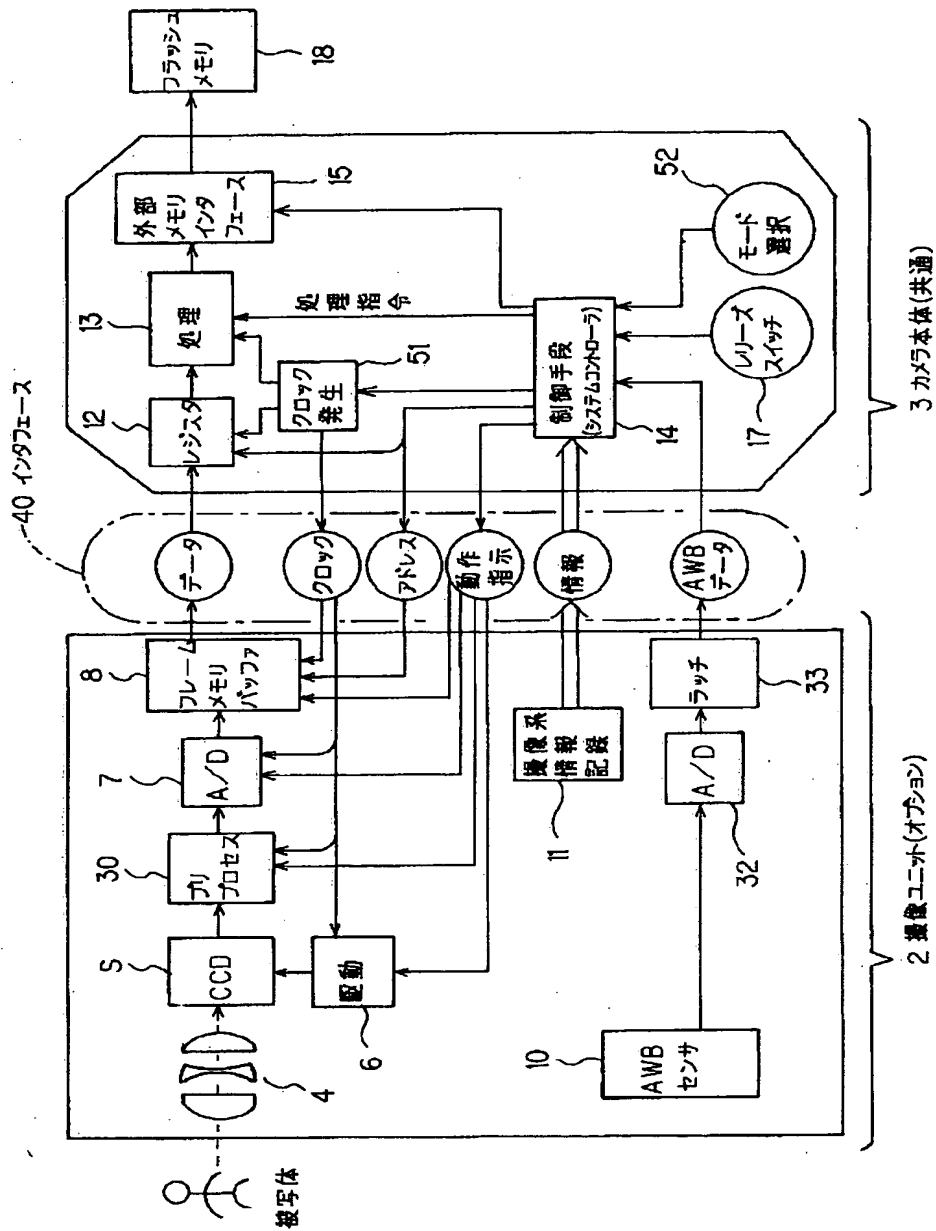 40 インタフェース
被写体
4
S
CCD
6
駆動
30
プリ
プロセス
7
A/D
8
フレーム
メモリ
バッファ
データ
クロック
アドレス
動作
指示
情報
AWB
データ
11
撮像系
情報
記録
10
AWB
センサ
32
A/D
33
ラッチ
12
レジスタ
13
処理
15
外部
メモリ
インタ
フェース
18
フラッシュ
メモリ
51
クロック
発生
処理指令
14
制御手段
(システムコントローラ)
17
レリーズ
スイッチ
52
モード
選択
2 撮像ユニット(オプション)
3 カメラ本体(共通)